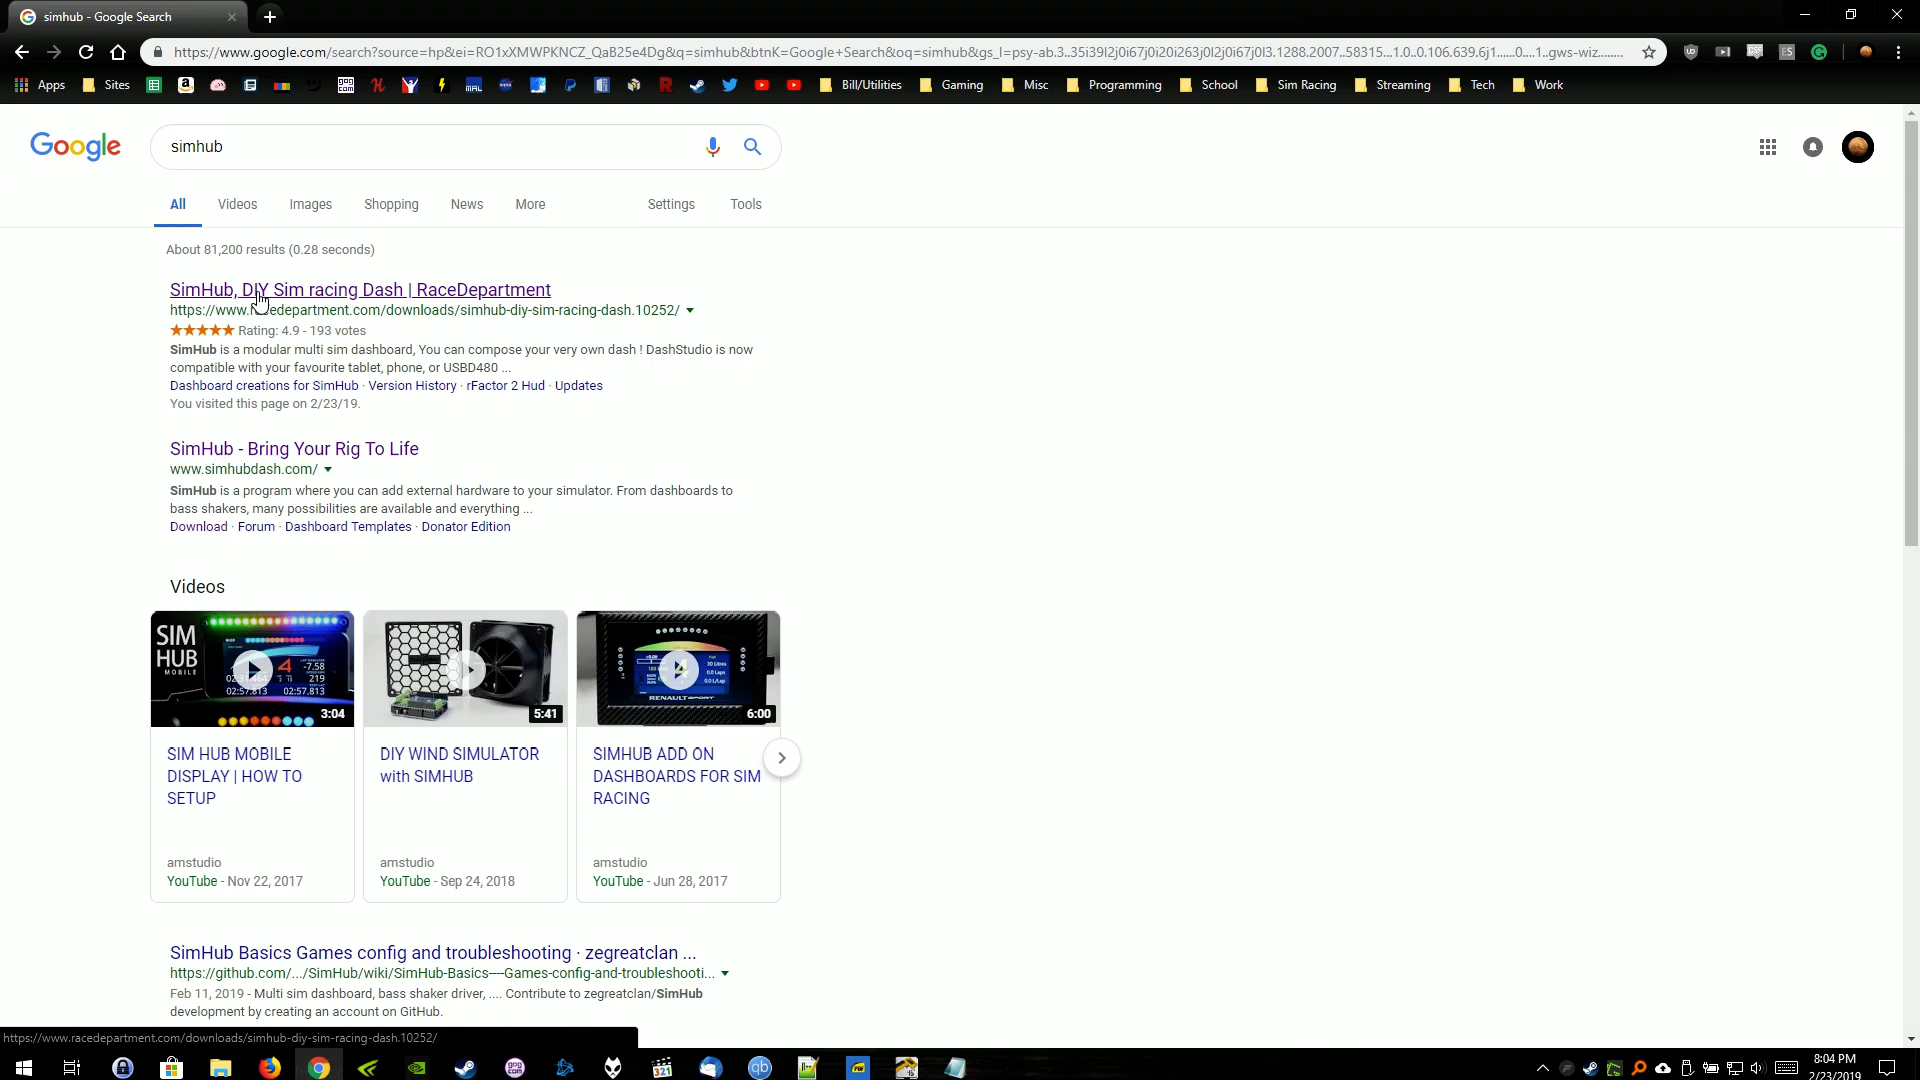 simhub - Google Search
https://www.google.com/search?source=hp&ei=RO1xXMWPKNCZ_QaB25e4Dg&q=simhub&btnK=Google+Search&oq=simhub&gs_l=psy-ab.3..35i39l2j0i67j0i20i263j0l2j0i67j0l3.1288.2007..58315...1.0..0.106.639.6j1......0....1..gws-wiz........
Apps Sites Bill/Utilities Gaming Misc Programming School Sim Racing Streaming Tech Work
Google
simhub
All Videos Images Shopping News More Settings Tools
About 81,200 results (0.28 seconds)
SimHub, DIY Sim racing Dash | RaceDepartment
https://www.racedepartment.com/downloads/simhub-diy-sim-racing-dash.10252/
Rating: 4.9 - 193 votes
SimHub is a modular multi sim dashboard, You can compose your very own dash ! DashStudio is now
compatible with your favourite tablet, phone, or USBD480 ...
Dashboard creations for SimHub · Version History · rFactor 2 Hud · Updates
You visited this page on 2/23/19.
SimHub - Bring Your Rig To Life
www.simhubdash.com/
SimHub is a program where you can add external hardware to your simulator. From dashboards to
bass shakers, many possibilities are available and everything ...
Download · Forum · Dashboard Templates · Donator Edition
Videos
SIM
HUB
MOBILE
3:04
5:41
RENAULT SPORT
6:00
SIM HUB MOBILE
DISPLAY | HOW TO
SETUP
amstudio
YouTube - Nov 22, 2017
DIY WIND SIMULATOR
with SIMHUB
amstudio
YouTube - Sep 24, 2018
SIMHUB ADD ON
DASHBOARDS FOR SIM
RACING
amstudio
YouTube - Jun 28, 2017
SimHub Basics Games config and troubleshooting · zegreatclan ...
https://github.com/.../SimHub/wiki/SimHub-Basics---Games-config-and-troubleshooti...
Feb 11, 2019 - Multi sim dashboard, bass shaker driver, .... Contribute to zegreatclan/SimHub
development by creating an account on GitHub.
https://www.racedepartment.com/downloads/simhub-diy-sim-racing-dash.10252/
8:04 PM
2/23/2019